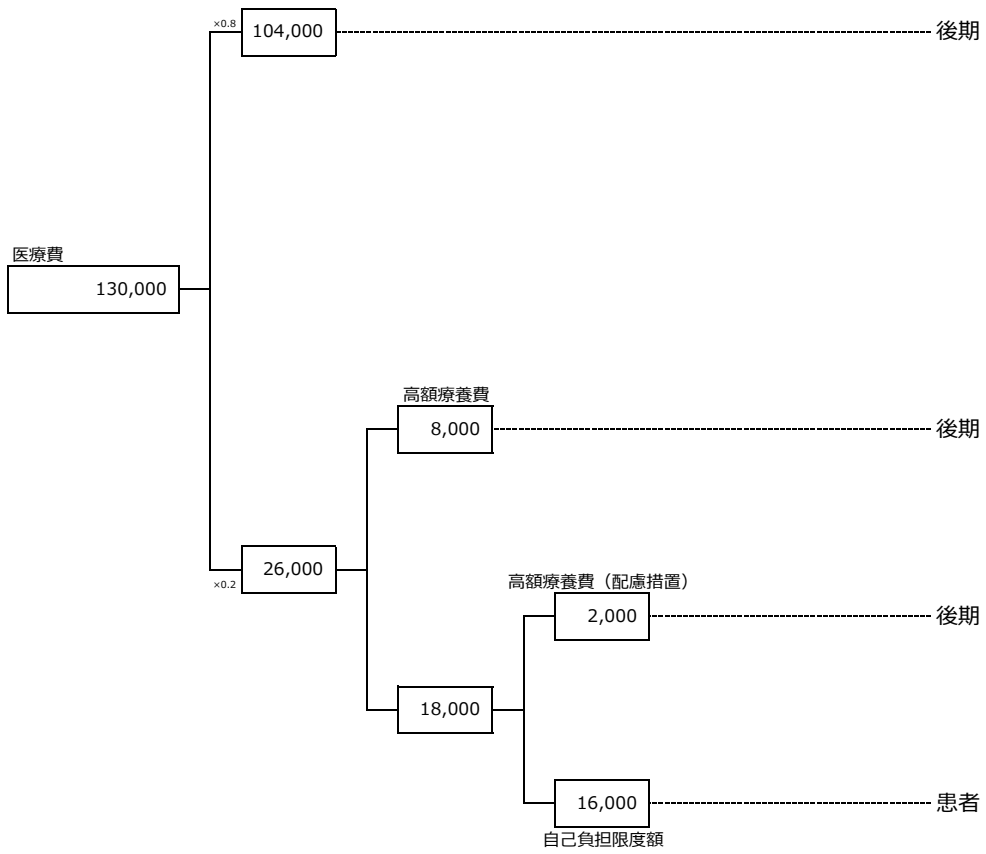 ×0.8
104,000
後期
医療費
130,000
高額療養費
8,000
後期
×0.2
26,000
高額療養費（配慮措置）
2,000
後期
18,000
16,000
患者
自己負担限度額